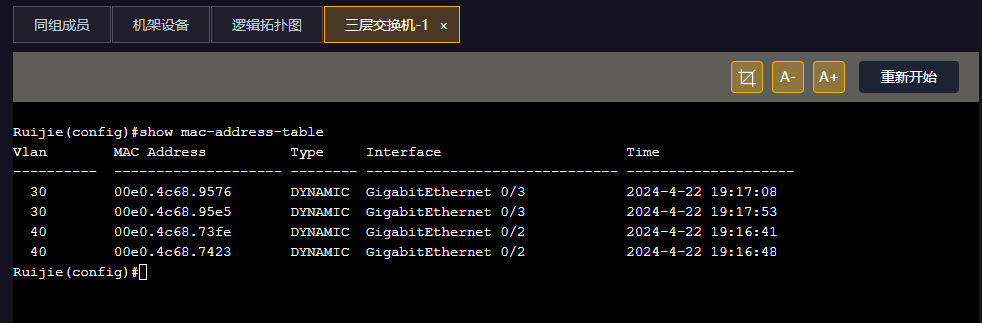 同组成员 机架设备 逻辑拓扑图 三层交换机-1 ×
A- A+ 重新开始
Ruijie(config)#show mac-address-table
Vlan MAC Address Type Interface Time
---------- -------------------- -------- ------------------------------ --------------------
30 00e0.4c68.9576 DYNAMIC GigabitEthernet 0/3 2024-4-22 19:17:08
30 00e0.4c68.95e5 DYNAMIC GigabitEthernet 0/3 2024-4-22 19:17:53
40 00e0.4c68.73fe DYNAMIC GigabitEthernet 0/2 2024-4-22 19:16:41
40 00e0.4c68.7423 DYNAMIC GigabitEthernet 0/2 2024-4-22 19:16:48
Ruijie(config)#